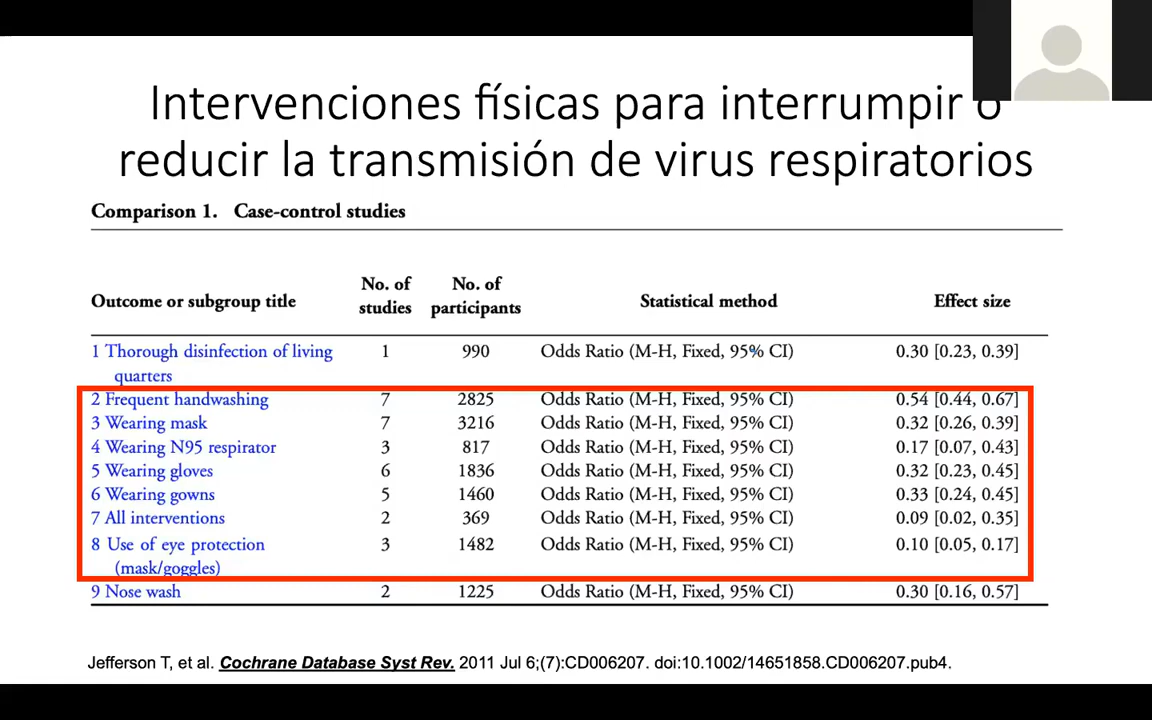 Intervenciones físicas para interrumpir o
reducir la transmisión de virus respiratorios
Comparison 1. Case-control studies
Outcome or subgroup title No. of studies No. of participants Statistical method Effect size
1 Thorough disinfection of living quarters 1 990 Odds Ratio (M-H, Fixed, 95% CI) 0.30 [0.23, 0.39]
2 Frequent handwashing 7 2825 Odds Ratio (M-H, Fixed, 95% CI) 0.54 [0.44, 0.67]
3 Wearing mask 7 3216 Odds Ratio (M-H, Fixed, 95% CI) 0.32 [0.26, 0.39]
4 Wearing N95 respirator 3 817 Odds Ratio (M-H, Fixed, 95% CI) 0.17 [0.07, 0.43]
5 Wearing gloves 6 1836 Odds Ratio (M-H, Fixed, 95% CI) 0.32 [0.23, 0.45]
6 Wearing gowns 5 1460 Odds Ratio (M-H, Fixed, 95% CI) 0.33 [0.24, 0.45]
7 All interventions 2 369 Odds Ratio (M-H, Fixed, 95% CI) 0.09 [0.02, 0.35]
8 Use of eye protection (mask/goggles) 3 1482 Odds Ratio (M-H, Fixed, 95% CI) 0.10 [0.05, 0.17]
9 Nose wash 2 1225 Odds Ratio (M-H, Fixed, 95% CI) 0.30 [0.16, 0.57]
Jefferson T, et al. Cochrane Database Syst Rev. 2011 Jul 6;(7):CD006207. doi:10.1002/14651858.CD006207.pub4.